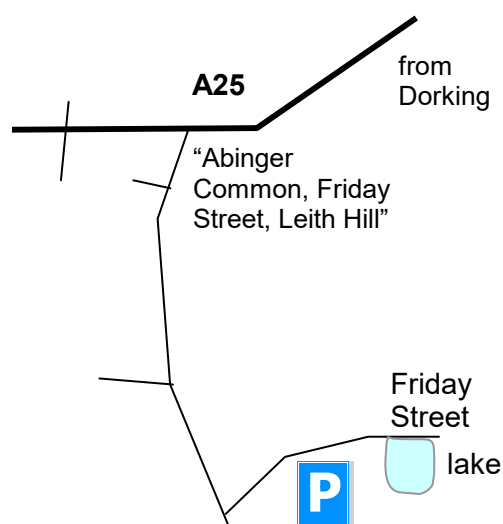 A25
from
Dorking
“Abinger
Common, Friday
Street, Leith Hill”
Friday
Street
lake
P